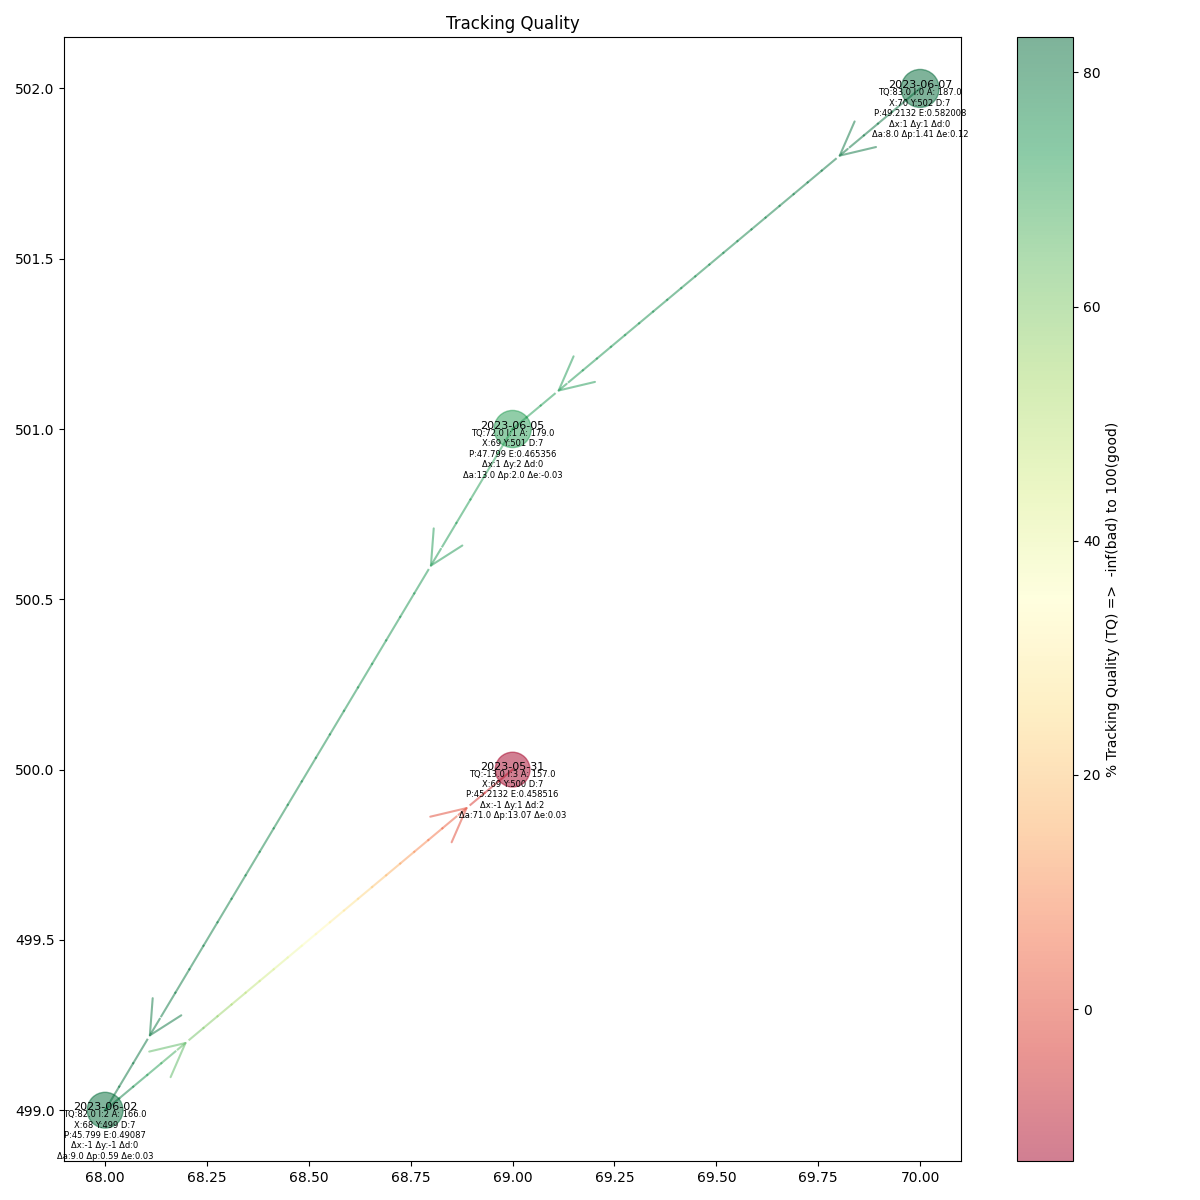 Tracking Quality
2023-06-07
TQ:83.0 I:0 A: 187.0
X:70 Y:502 D:7
P:49.2132 E:0.582008
Δx:1 Δy:1 Δd:0
Δa:8.0 Δp:1.41 Δe:0.12
2023-06-05
TQ:72.0 I:1 A: 179.0
X:69 Y:501 D:7
P:47.799 E:0.465356
Δx:1 Δy:2 Δd:0
Δa:13.0 Δp:2.0 Δe:-0.03
2023-05-31
TQ:-13.0 I:3 A: 157.0
X:69 Y:500 D:7
P:45.2132 E:0.458516
Δx:-1 Δy:1 Δd:2
Δa:71.0 Δp:13.07 Δe:0.03
2023-06-02
TQ:82.0 I:2 A: 166.0
X:68 Y:499 D:7
P:45.799 E:0.49087
Δx:-1 Δy:-1 Δd:0
Δa:9.0 Δp:0.59 Δe:0.03
502.0
501.5
501.0
500.5
500.0
499.5
499.0
68.00 68.25 68.50 68.75 69.00 69.25 69.50 69.75 70.00
80
60
40
20
0
% Tracking Quality (TQ) =>  -inf(bad) to 100(good)